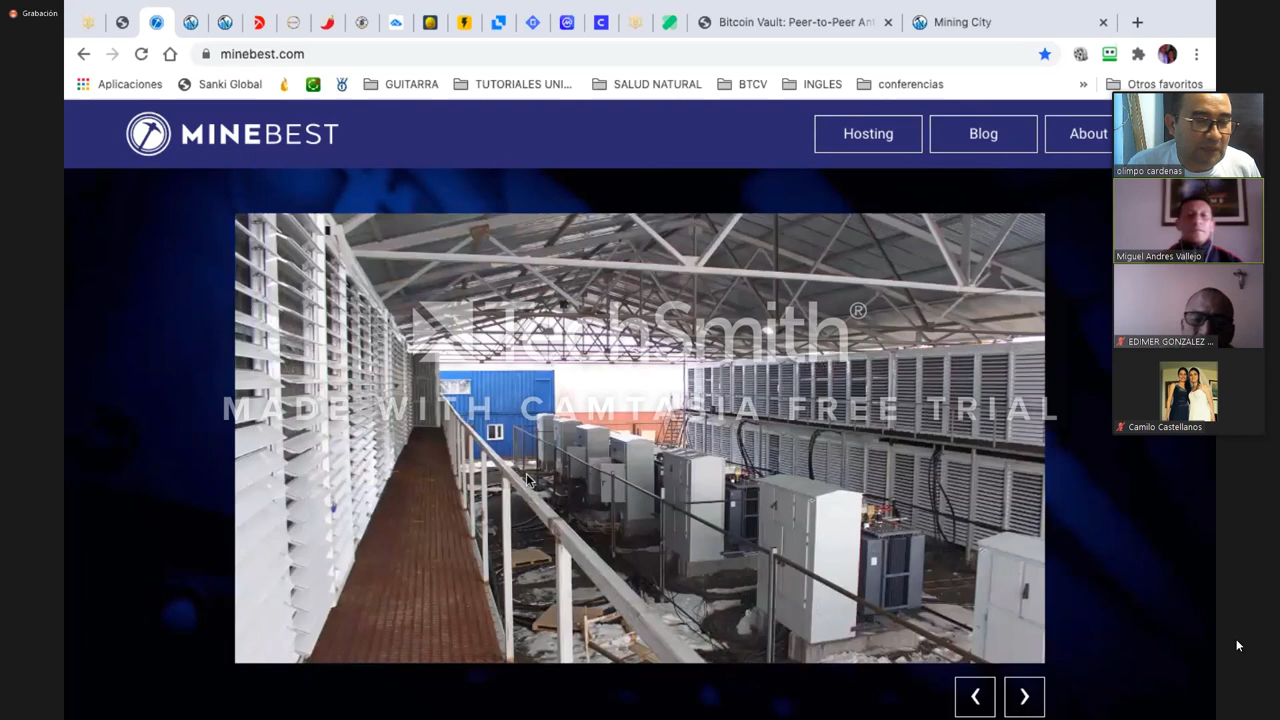 Grabación
Bitcoin Vault: Peer-to-Peer An
Mining City
minebest.com
Aplicaciones
Sanki Global
GUITARRA
TUTORIALES UNI...
SALUD NATURAL
BTCV
INGLES
conferencias
Otros favoritos
MINEBEST
Hosting
Blog
About
olimpo cardenas
Miguel Andres Vallejo
EDIMER GONZALEZ ...
Camilo Castellanos
TechSmith®
MADE WITH CAMTASIA FREE TRIAL